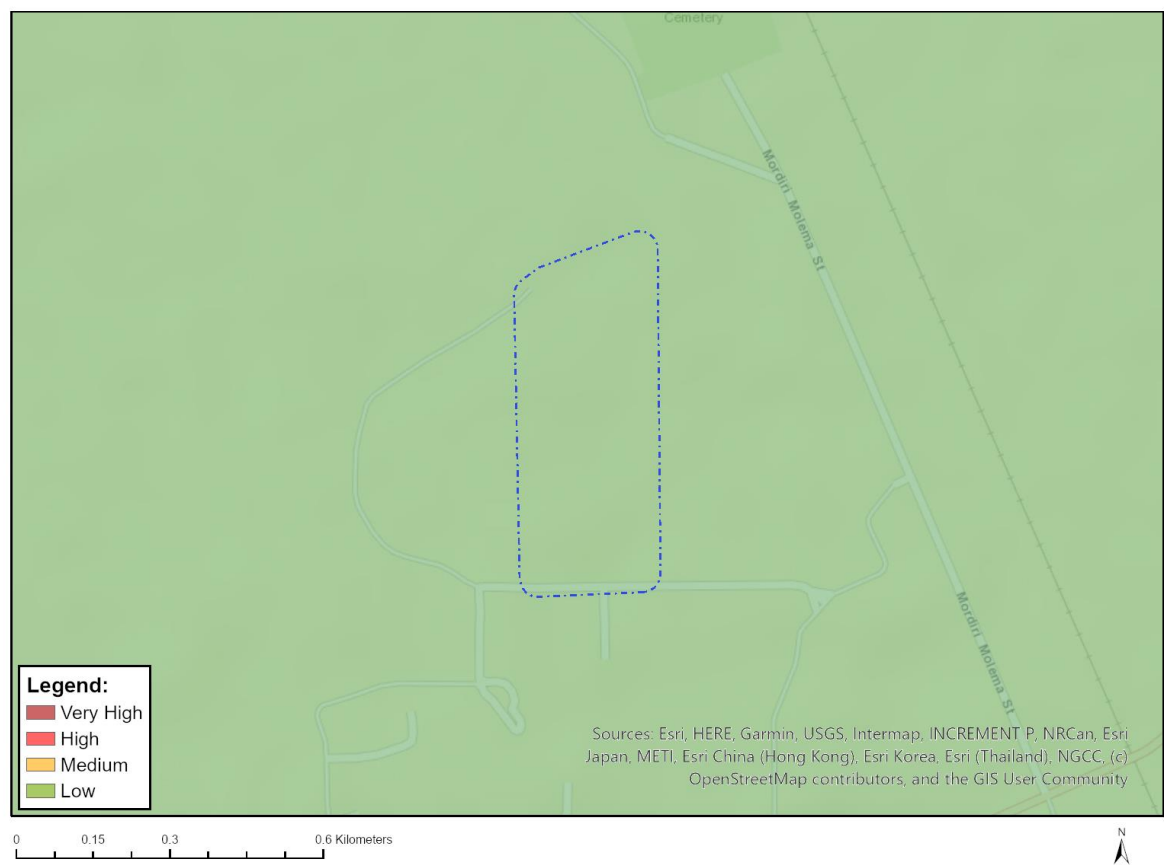 Cemetery
Mordiri Molema St
Mordiri Molema St
Legend:
Very High
High
Medium
Low
Sources: Esri, HERE, Garmin, USGS, Intermap, INCREMENT P, NRCan, Esri
Japan, METI, Esri China (Hong Kong), Esri Korea, Esri (Thailand), NGCC, (c)
OpenStreetMap contributors, and the GIS User Community
0 0.15 0.3 0.6 Kilometers
N